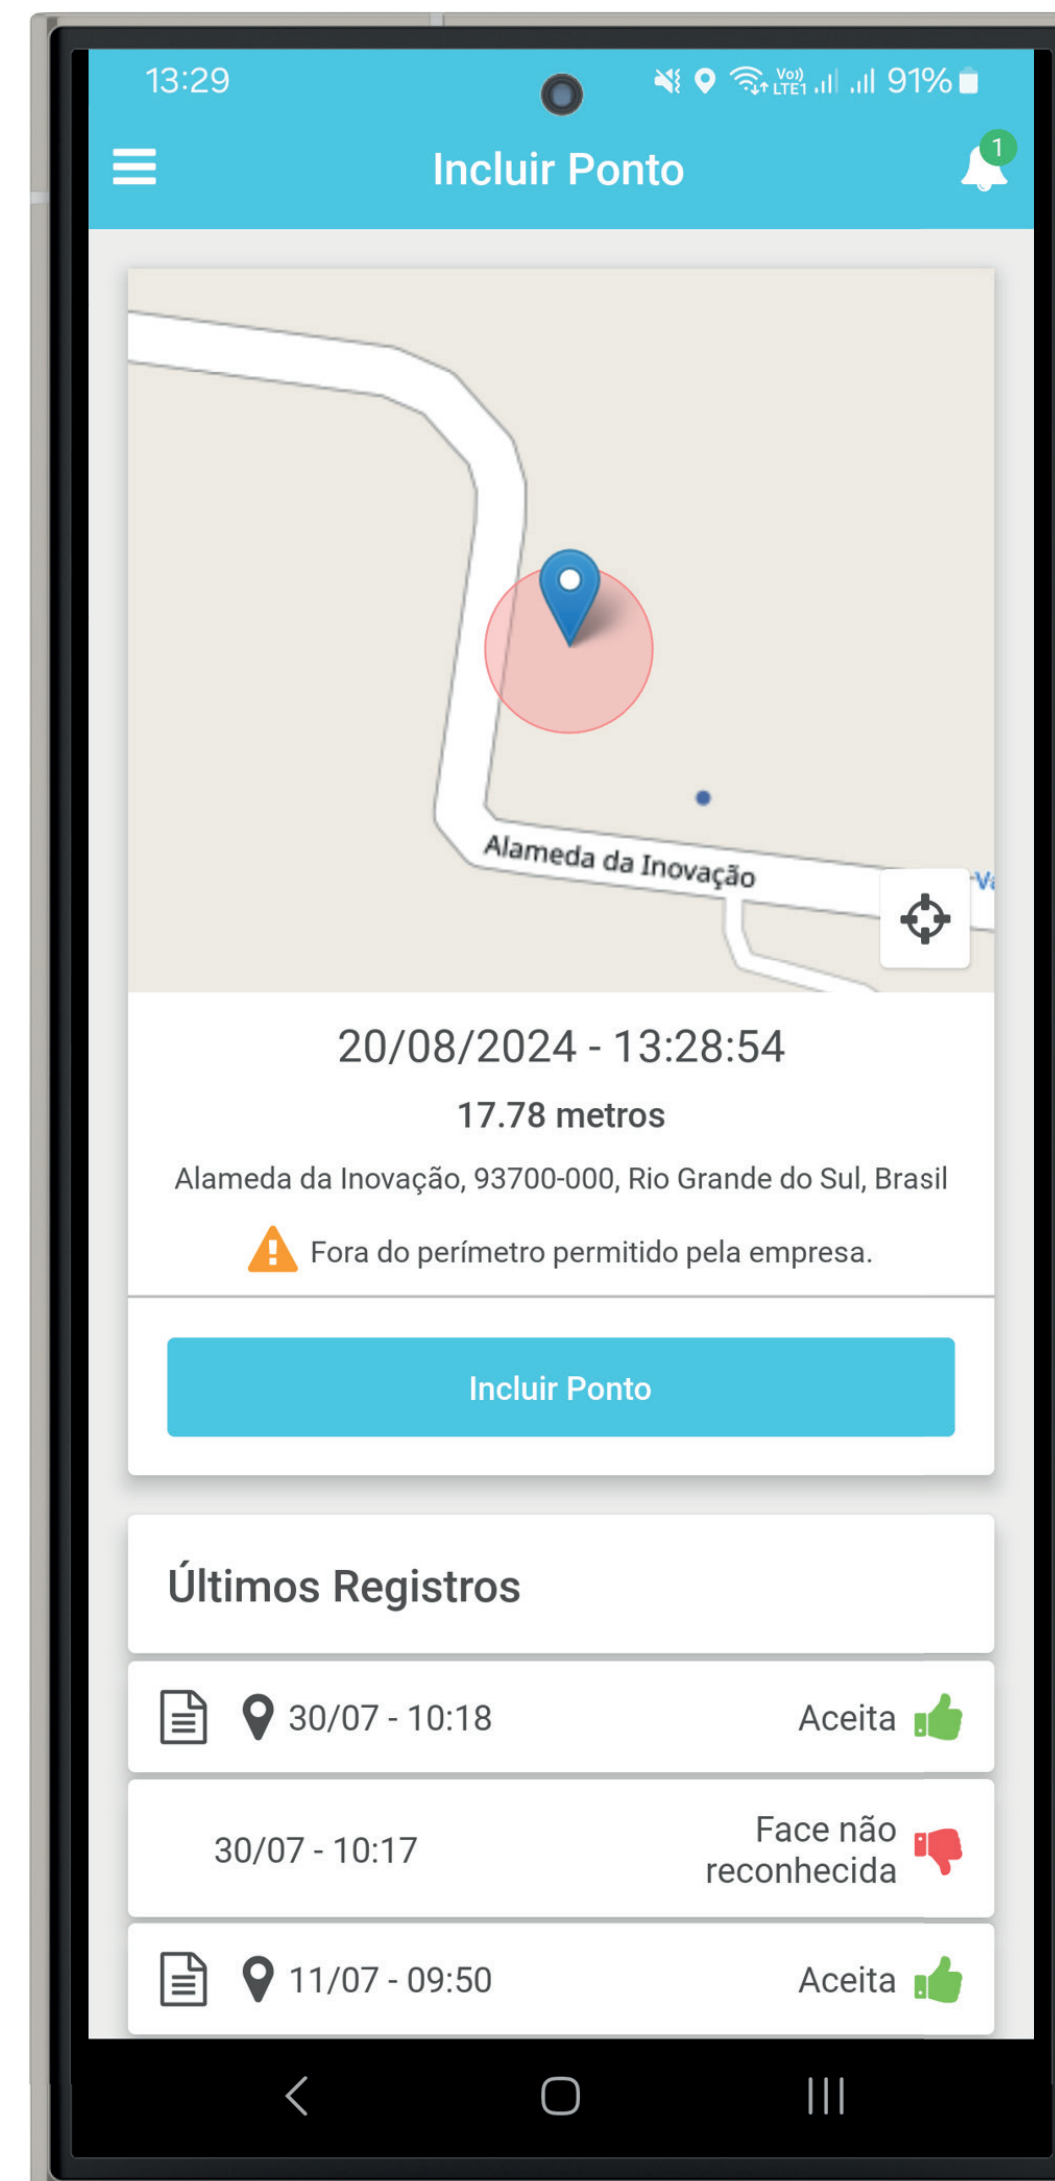 13:29
Vo))
LTE1
91%
Incluir Ponto
1
Alameda da Inovação
20/08/2024 - 13:28:54
17.78 metros
Alameda da Inovação, 93700-000, Rio Grande do Sul, Brasil
Fora do perímetro permitido pela empresa.
Incluir Ponto
Últimos Registros
30/07 - 10:18
Aceita
30/07 - 10:17
Face não
reconhecida
11/07 - 09:50
Aceita